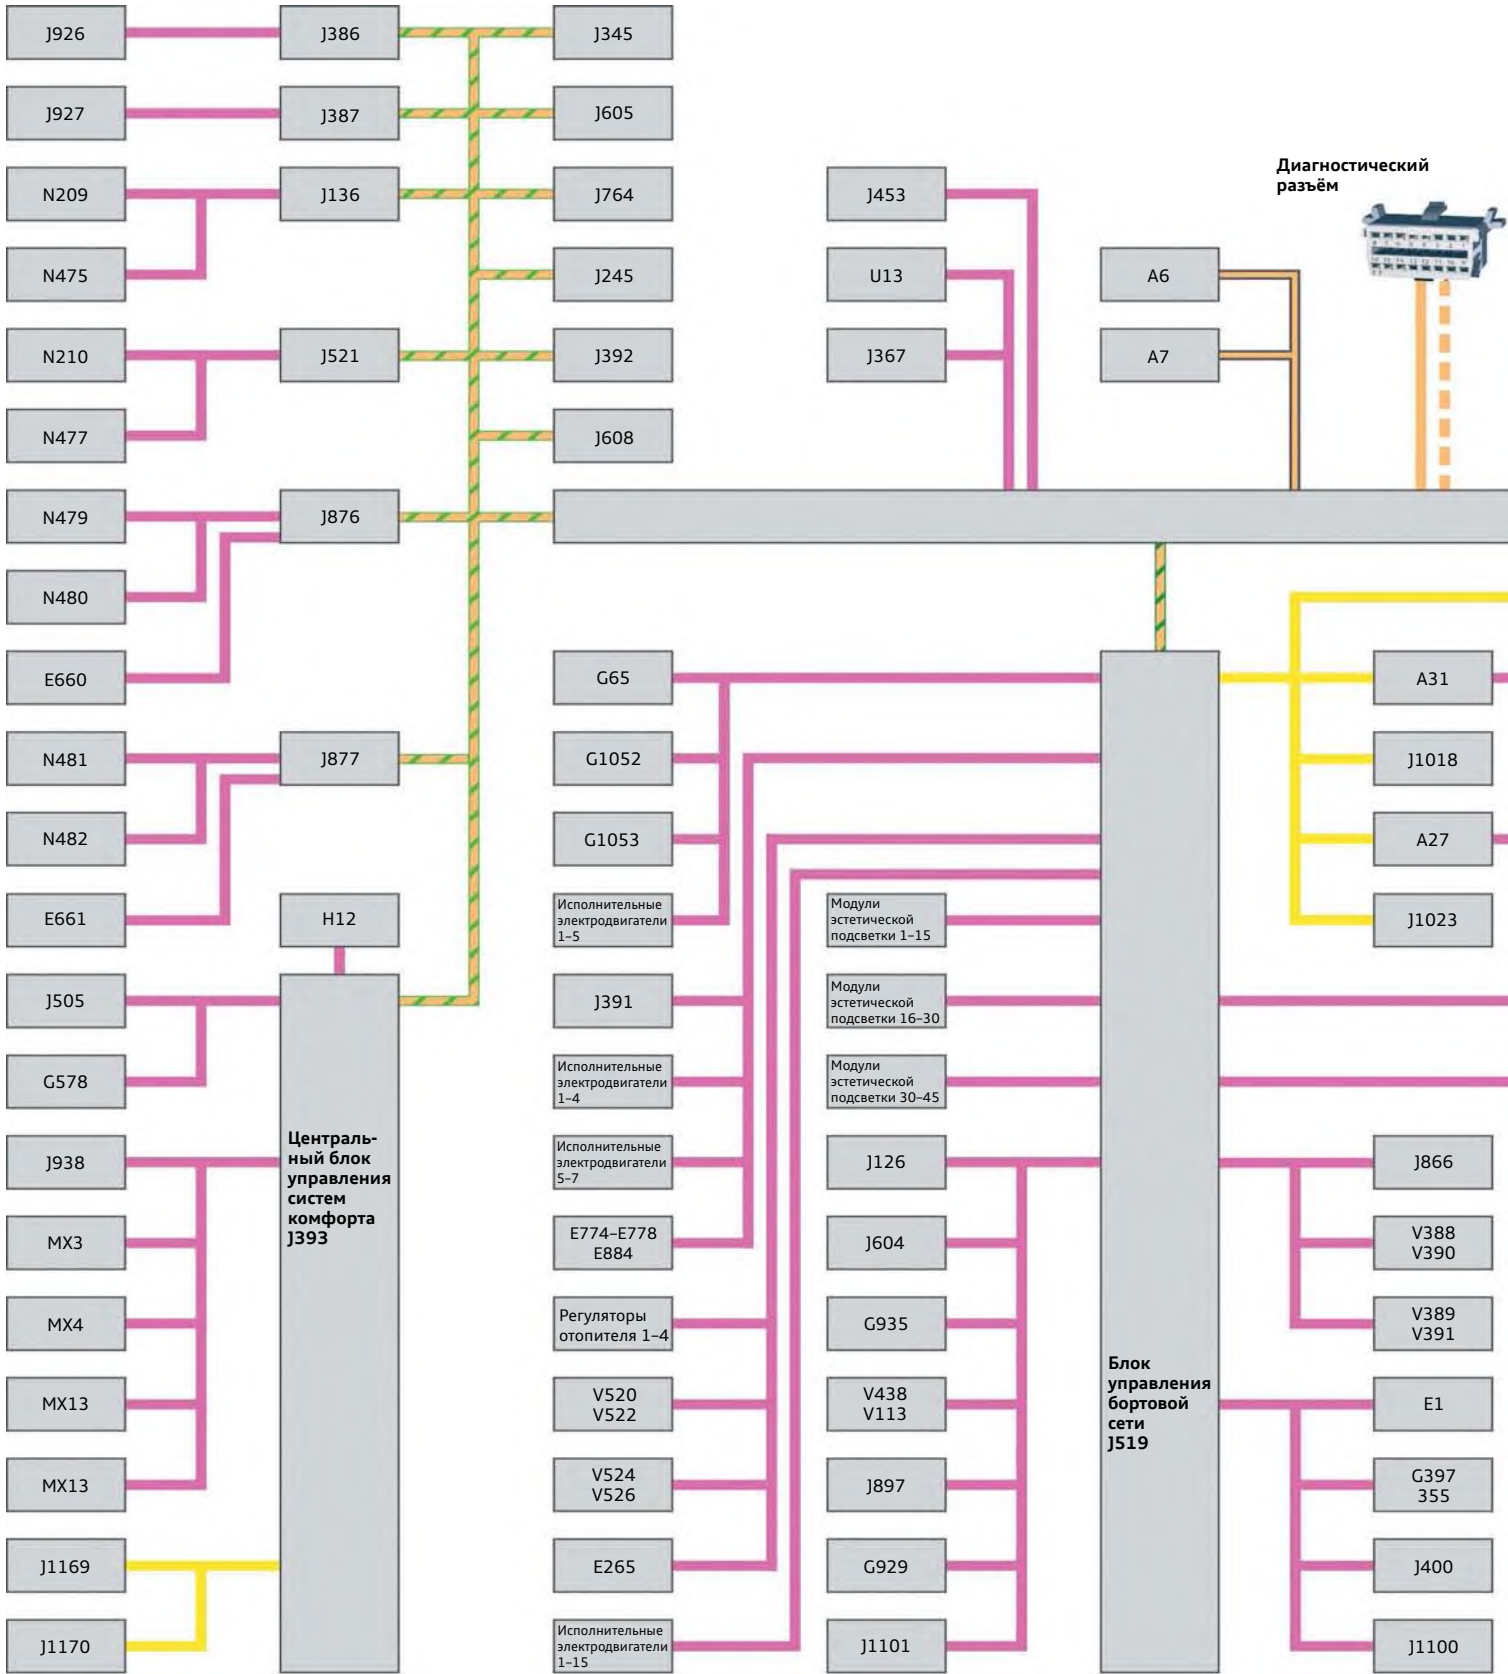 J926
J386
J345
J927
J387
J605
Диагностический
разъём
N209
J136
J764
J453
N475
J245
U13
A6
N210
J521
J392
J367
A7
N477
J608
N479
J876
N480
E660
G65
A31
N481
J877
G1052
J1018
N482
G1053
A27
E661
H12
Исполнительные
электродвигатели
1–5
Модули
эстетической
подсветки 1–15
J1023
J505
J391
Модули
эстетической
подсветки 16–30
G578
Исполнительные
электродвигатели
1–4
Модули
эстетической
подсветки 30–45
Централь-
ный блок
управления
систем
комфорта
J393
J938
Исполнительные
электродвигатели
5–7
J126
J866
MX3
E774–E778
E884
J604
V388
V390
MX4
Регуляторы
отопителя 1–4
G935
V389
V391
Блок
управления
бортовой
сети
J519
MX13
V520
V522
V438
V113
E1
MX13
V524
V526
J897
G397
355
J1169
E265
G929
J400
J1170
Исполнительные
электродвигатели
1–15
J1101
J1100